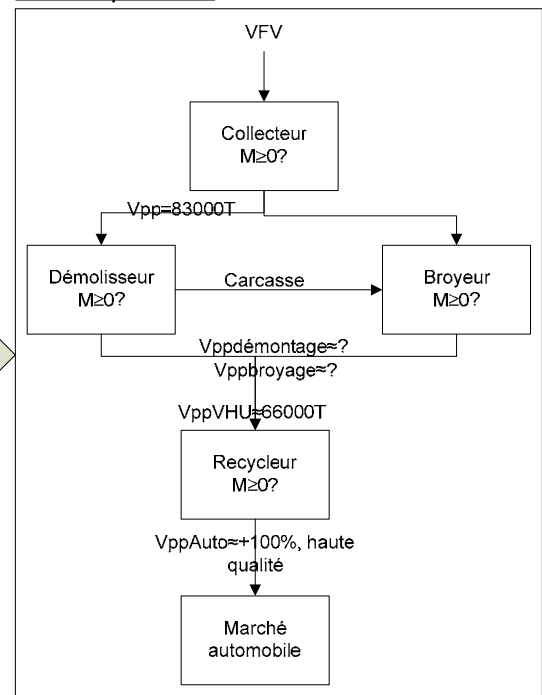 VFV
Collecteur
M≥0?
Vpp=83000T
Démolisseur
M≥0?
Carcasse
Broyeur
M≥0?
Vppdémontage≈?
Vppbroyage≈?
VppVHU≈66000T
Recycleur
M≥0?
VppAuto≈+100%, haute
qualité
Marché
automobile